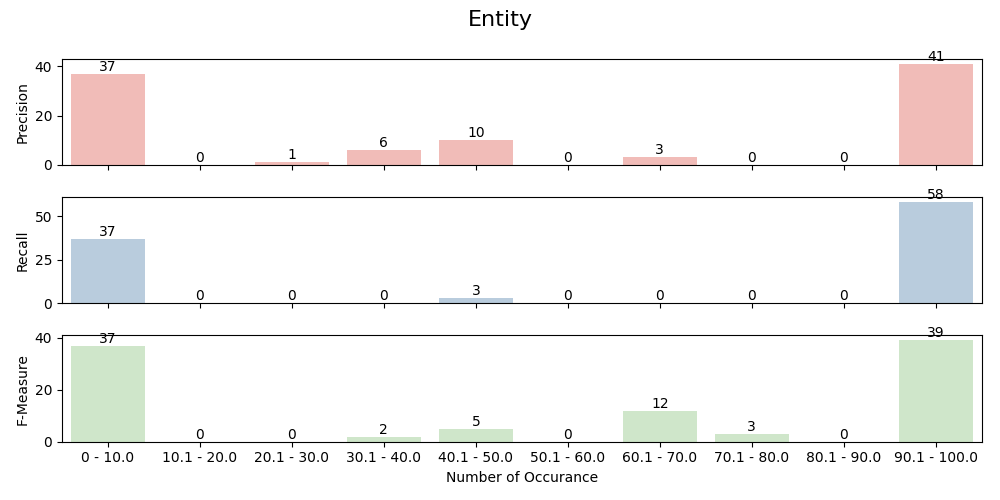 Entity
Precision
40
20
0
37
0
1
6
10
0
3
0
0
41
Recall
50
25
0
37
0
0
0
3
0
0
0
0
58
F-Measure
40
20
0
37
0
0
2
5
0
12
3
0
39
0 - 10.0
10.1 - 20.0
20.1 - 30.0
30.1 - 40.0
40.1 - 50.0
50.1 - 60.0
60.1 - 70.0
70.1 - 80.0
80.1 - 90.0
90.1 - 100.0
Number of Occurance